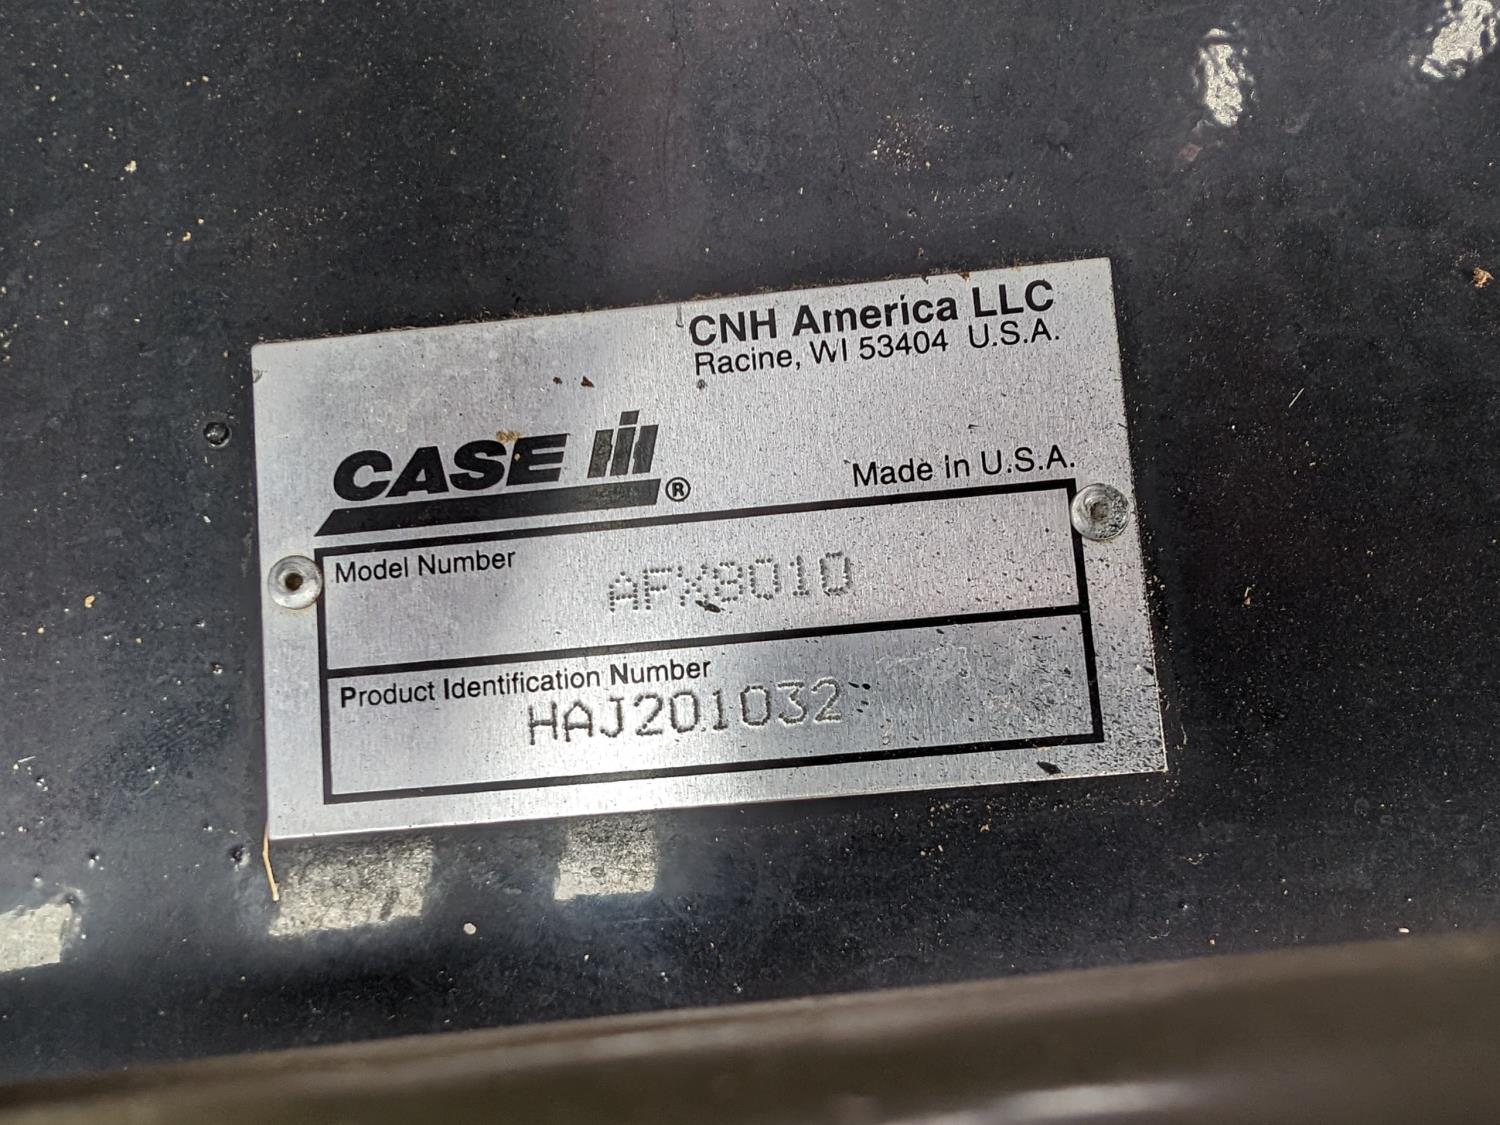 CNH America LLC
Racine, WI 53404 U.S.A.
CASE IH ®
Made in U.S.A.
Model Number
AFX8010
Product Identification Number
HAJ201032